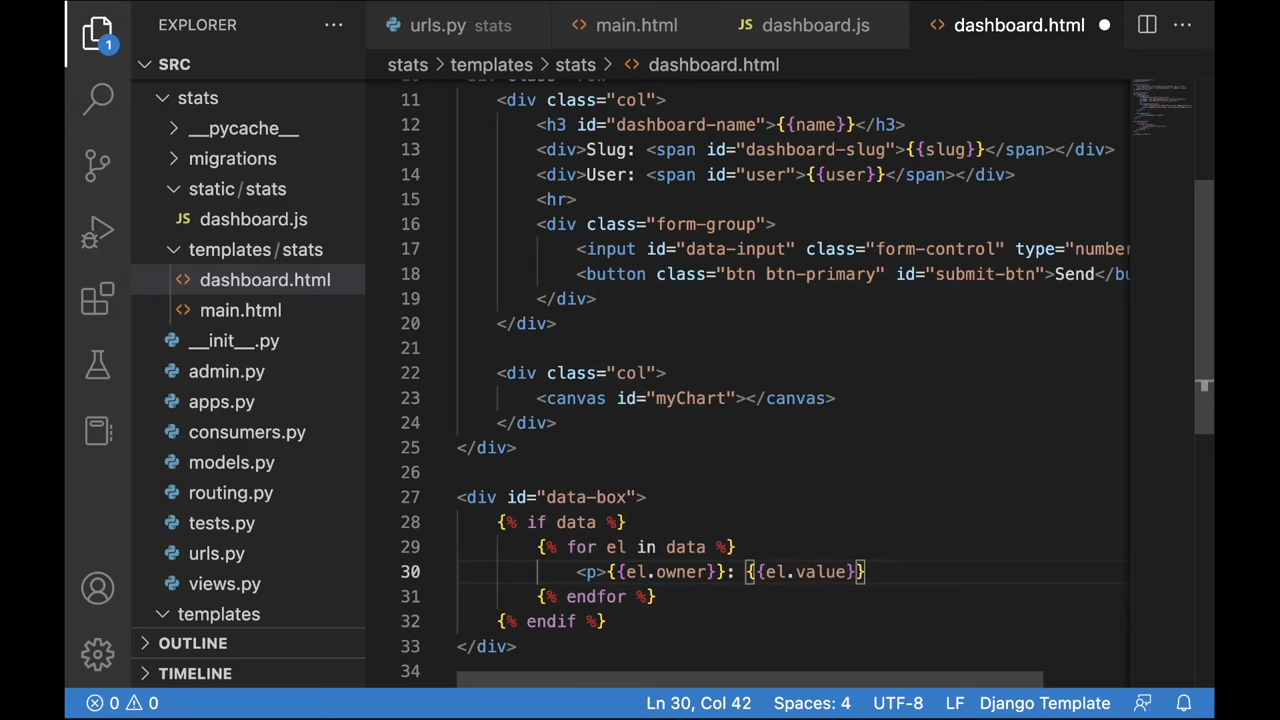 1
EXPLORER
SRC
stats
__pycache__
migrations
static/stats
JS dashboard.js
templates/stats
<> dashboard.html
<> main.html
__init__.py
admin.py
apps.py
consumers.py
models.py
routing.py
tests.py
urls.py
views.py
templates
OUTLINE
TIMELINE
urls.py stats
<> main.html
JS dashboard.js
<> dashboard.html
stats > templates > stats > <> dashboard.html
11 <div class="col">
12 <h3 id="dashboard-name">{{name}}</h3>
13 <div>Slug: <span id="dashboard-slug">{{slug}}</span></div>
14 <div>User: <span id="user">{{user}}</span></div>
15 <hr>
16 <div class="form-group">
17 <input id="data-input" class="form-control" type="number
18 <button class="btn btn-primary" id="submit-btn">Send</bu
19 </div>
20 </div>
21
22 <div class="col">
23 <canvas id="myChart"></canvas>
24 </div>
25 </div>
26
27 <div id="data-box">
28 {% if data %}
29 {% for el in data %}
30 <p>{{el.owner}}: {{el.value}}
31 {% endfor %}
32 {% endif %}
33 </div>
34
0 0
Ln 30, Col 42 Spaces: 4 UTF-8 LF Django Template